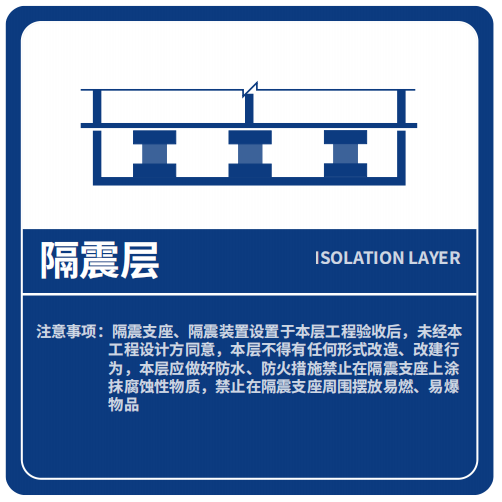 隔震层
ISOLATION LAYER
注意事项：隔震支座、隔震装置设置于本层工程验收后，未经本
工程设计方同意，本层不得有任何形式改造、改建行
为，本层应做好防水、防火措施禁止在隔震支座上涂
抹腐蚀性物质，禁止在隔震支座周围摆放易燃、易爆
物品